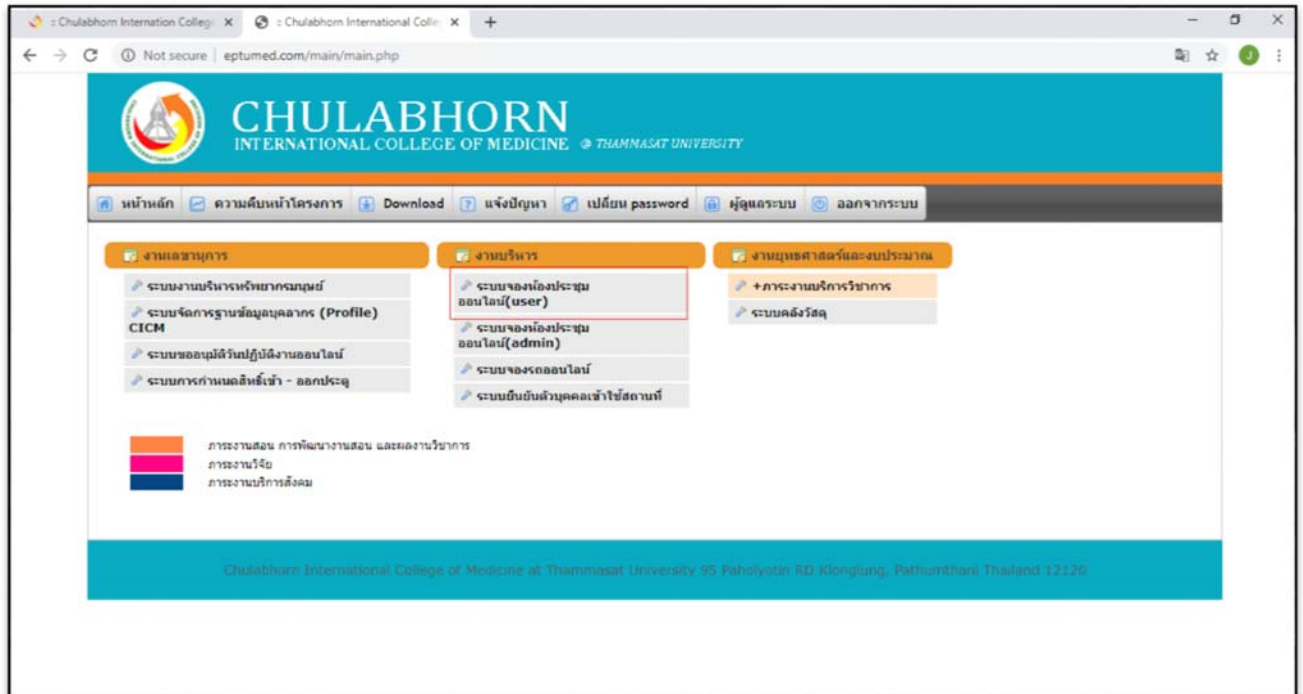 : Chulabhorn Internation College
: Chulabhorn International Colle
Not secure | eptumed.com/main/main.php
J
CHULABHORN
INTERNATIONAL COLLEGE OF MEDICINE @ THAMMASAT UNIVERSITY
หน้าหลัก ความคืบหน้าโครงการ Download แจ้งปัญหา เปลี่ยน password ผู้ดูแลระบบ ออกจากระบบ
งานเลขานุการ
ระบบงานบริหารทรัพยากรมนุษย์
ระบบจัดการฐานข้อมูลบุคลากร (Profile)
CICM
ระบบขออนุมัติวันปฏิบัติงานออนไลน์
ระบบการกำหนดสิทธิ์เข้า - ออกประตู
งานบริหาร
ระบบจองห้องประชุม
ออนไลน์(user)
ระบบจองห้องประชุม
ออนไลน์(admin)
ระบบจองรถออนไลน์
ระบบยืนยันตัวบุคคลเข้าใช้สถานที่
งานยุทธศาสตร์และงบประมาณ
+ภาระงานบริการวิชาการ
ระบบคลังวัสดุ
ภาระงานสอน การพัฒนางานสอน และผลงานวิชาการ
ภาระงานวิจัย
ภาระงานบริการสังคม
Chulabhorn International College of Medicine at Thammasat University 95 Paholyotin RD Klonglung, Pathumthani Thailand 12120